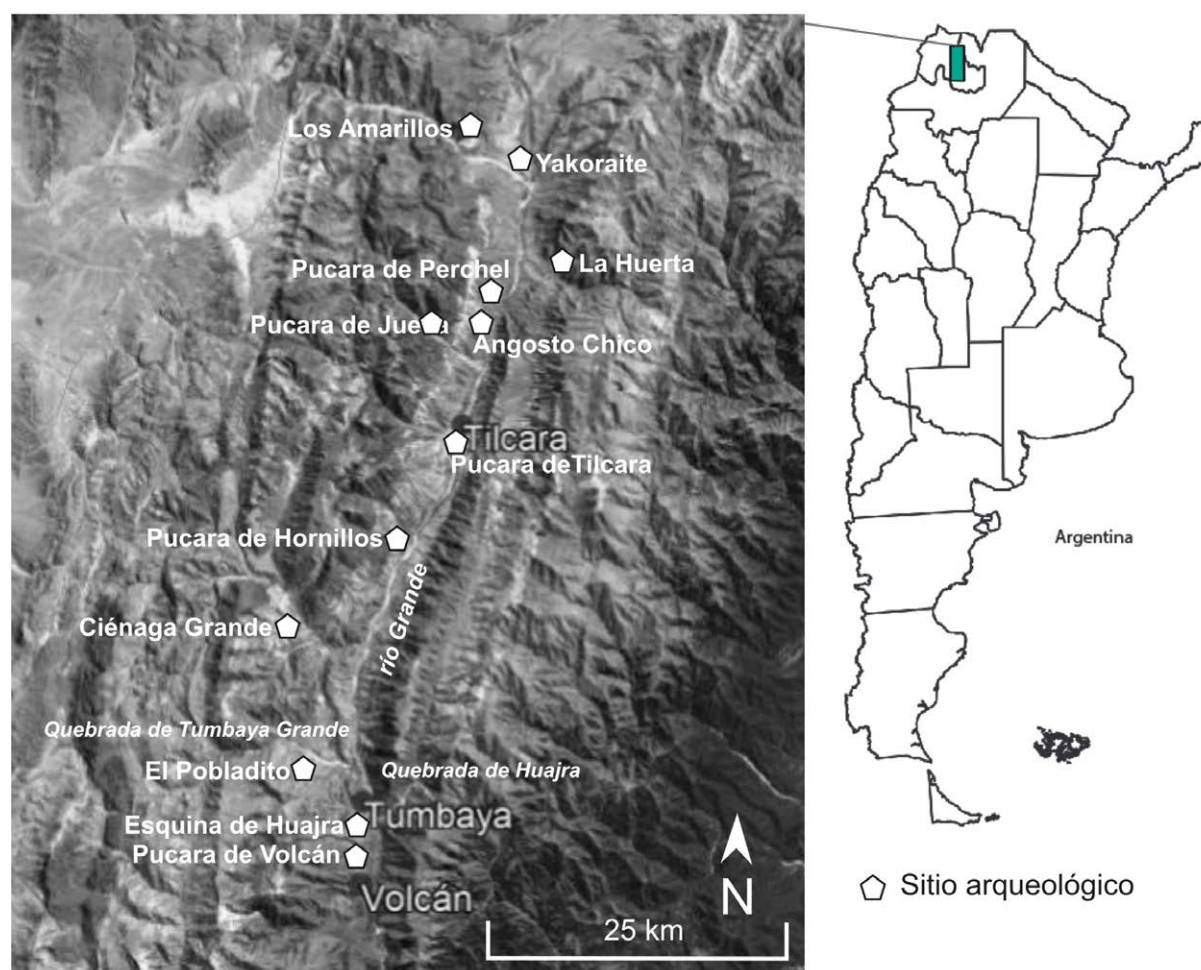 Los Amarillos
Yakoraite
La Huerta
Pucara de Perchel
Pucara de Juella
Angosto Chico
Tilcara
Pucara deTilcara
Pucara de Hornillos
río Grande
Ciénaga Grande
Quebrada de Tumbaya Grande
El Pobladito
Quebrada de Huajra
Esquina de Huajra
Tumbaya
Pucara de Volcán
Volcán
N
25 km
Argentina
Sitio arqueológico